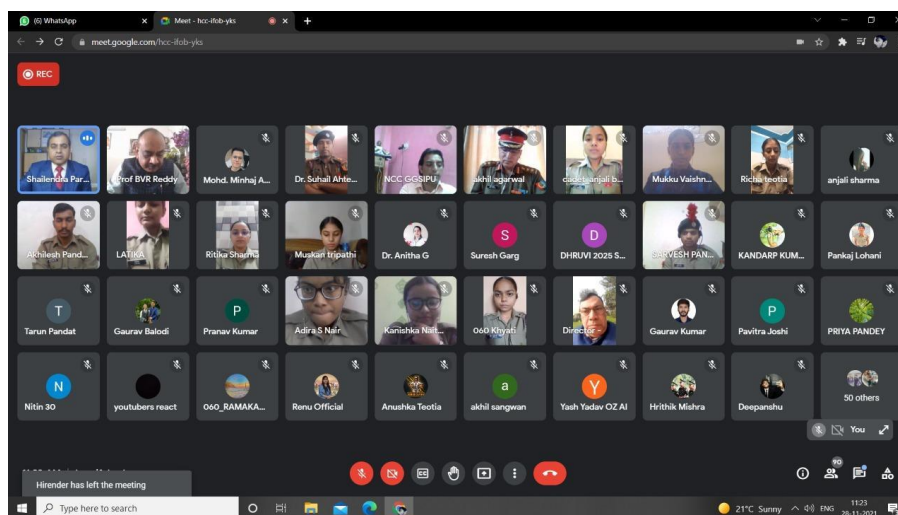 (6) WhatsApp
Meet - hcc-ifob-yks
meet.google.com/hcc-ifob-yks
REC
Shailendra Par...
Prof BVR Reddy
Mohd. Minhaj A...
Dr. Suhail Ahte...
NCC GGSIPU
akhil agarwal
cadet anjali b...
Mukku Vaishn...
Richa teotia
anjali sharma
Akhilesh Pand...
LATIKA
Ritika Sharm...
Muskan tripathi
Dr. Anitha G
S
Suresh Garg
D
DHRUVI 2025 S...
SARVESH PAN...
KANDARP KUM...
Pankaj Lohani
T
Tarun Pandat
Gaurav Balodi
P
Pranav Kumar
Adira S Nair
Kanishka Nait...
060 Khyati
Director -
Gaurav Kumar
P
Pavitra Joshi
PRIYA PANDEY
N
Nitin 30
youtubers react
060_RAMAKA...
Renu Official
Anushka Teotia
a
akhil sangwan
Y
Yash Yadav OZ AI
Hrithik Mishra
Deepanshu
50 others
You
90
Hirender has left the meeting
Type here to search
21°C Sunny
ENG
11:23
28-11-2021